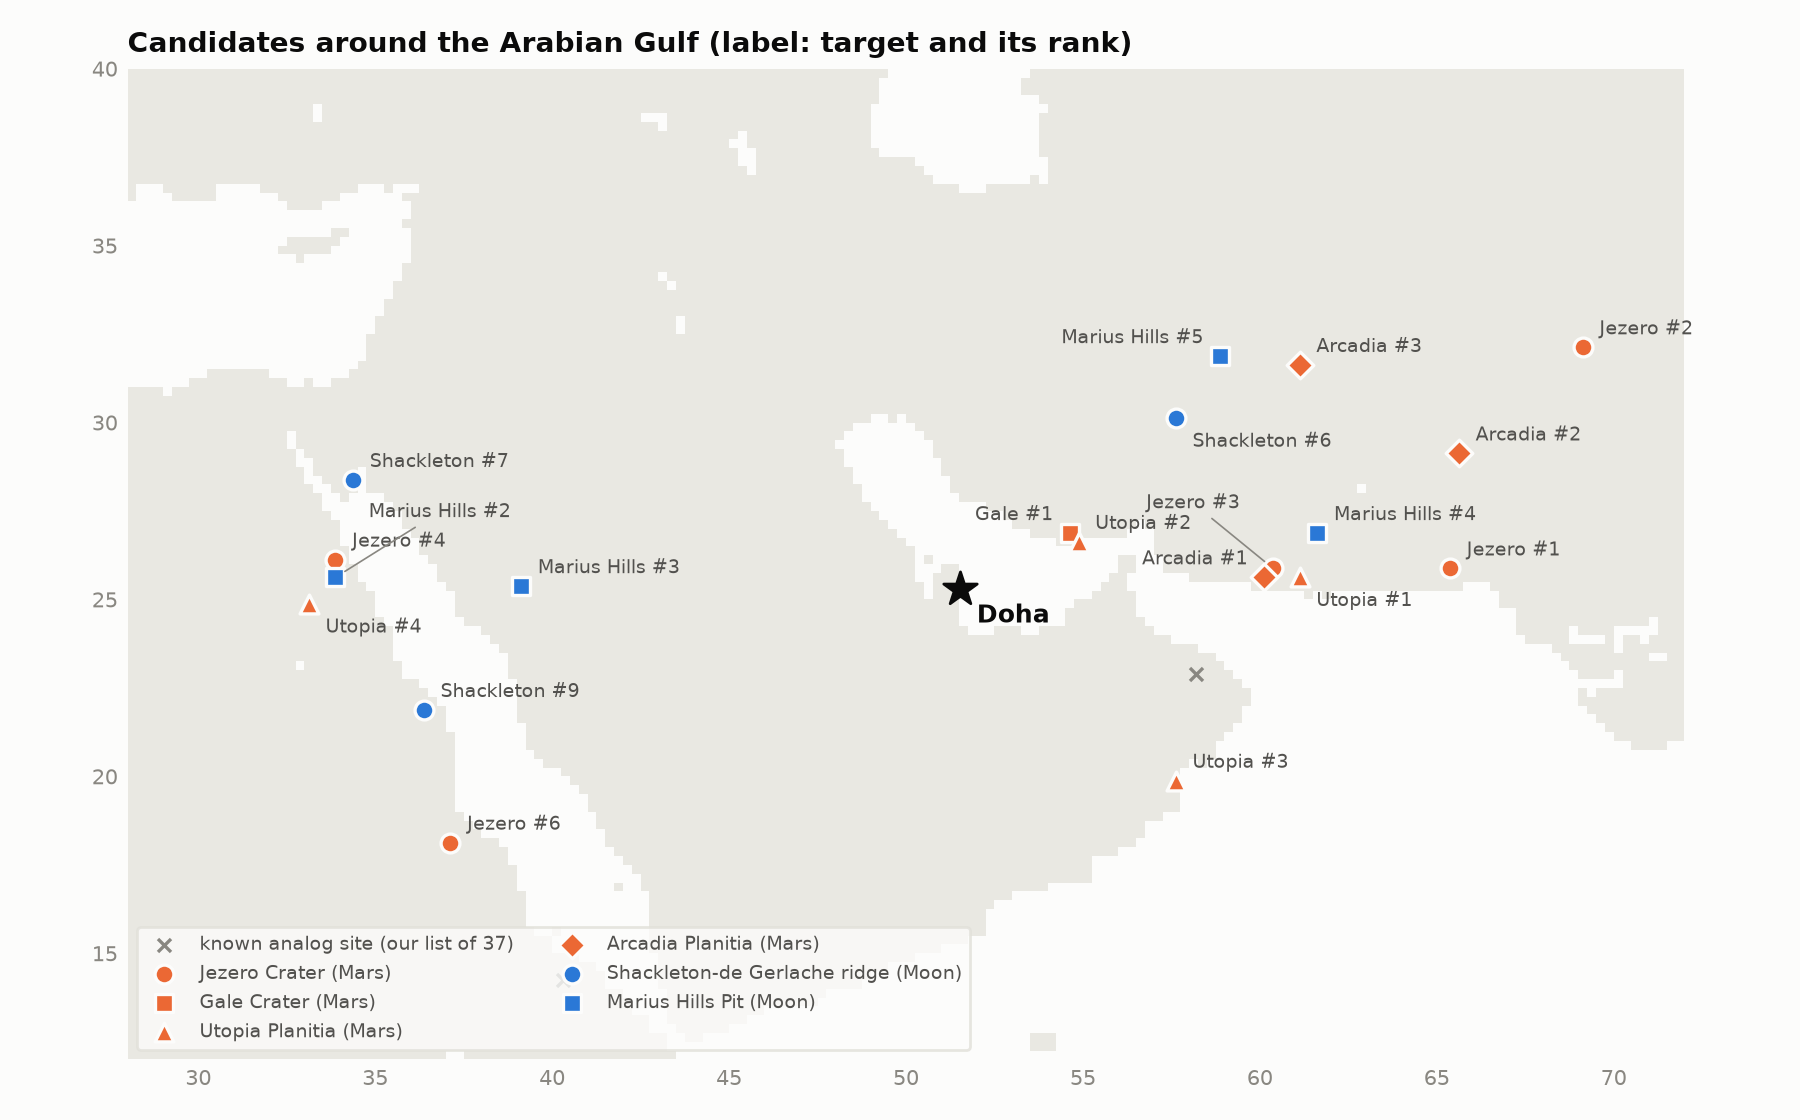 Candidates around the Arabian Gulf (label: target and its rank)
40
35
30
25
20
15
Jezero #2
Marius Hills #5
Arcadia #3
Shackleton #6
Arcadia #2
Shackleton #7
Marius Hills #2
Jezero #4
Jezero #3
Gale #1
Utopia #2
Marius Hills #4
Arcadia #1
Jezero #1
Marius Hills #3
Utopia #1
Doha
Utopia #4
Shackleton #9
Utopia #3
Jezero #6
known analog site (our list of 37)
Jezero Crater (Mars)
Gale Crater (Mars)
Utopia Planitia (Mars)
Arcadia Planitia (Mars)
Shackleton-de Gerlache ridge (Moon)
Marius Hills Pit (Moon)
30 35 40 45 50 55 60 65 70